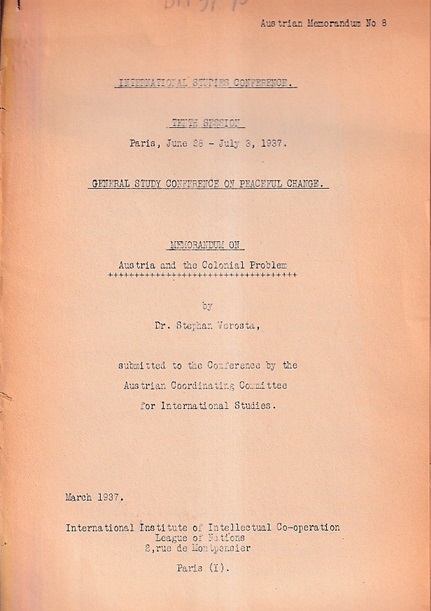 Austrian Memorandum No 8
INTERNATIONAL STUDIES CONFERENCE.
TENTH SESSION
Paris, June 28 - July 3, 1937.
GENERAL STUDY CONFERENCE ON PEACEFUL CHANGE.
MEMORANDUM ON
Austria and the Colonial Problem
++++++++++++++++++++++++++++++++++++
by
Dr. Stephan Verosta,
submitted to the Conference by the
Austrian Coordinating Committee
for International Studies.
March 1937.
International Institute of Intellectual Co-operation
League of Nations
2, rue de Montpensier
Paris (I).